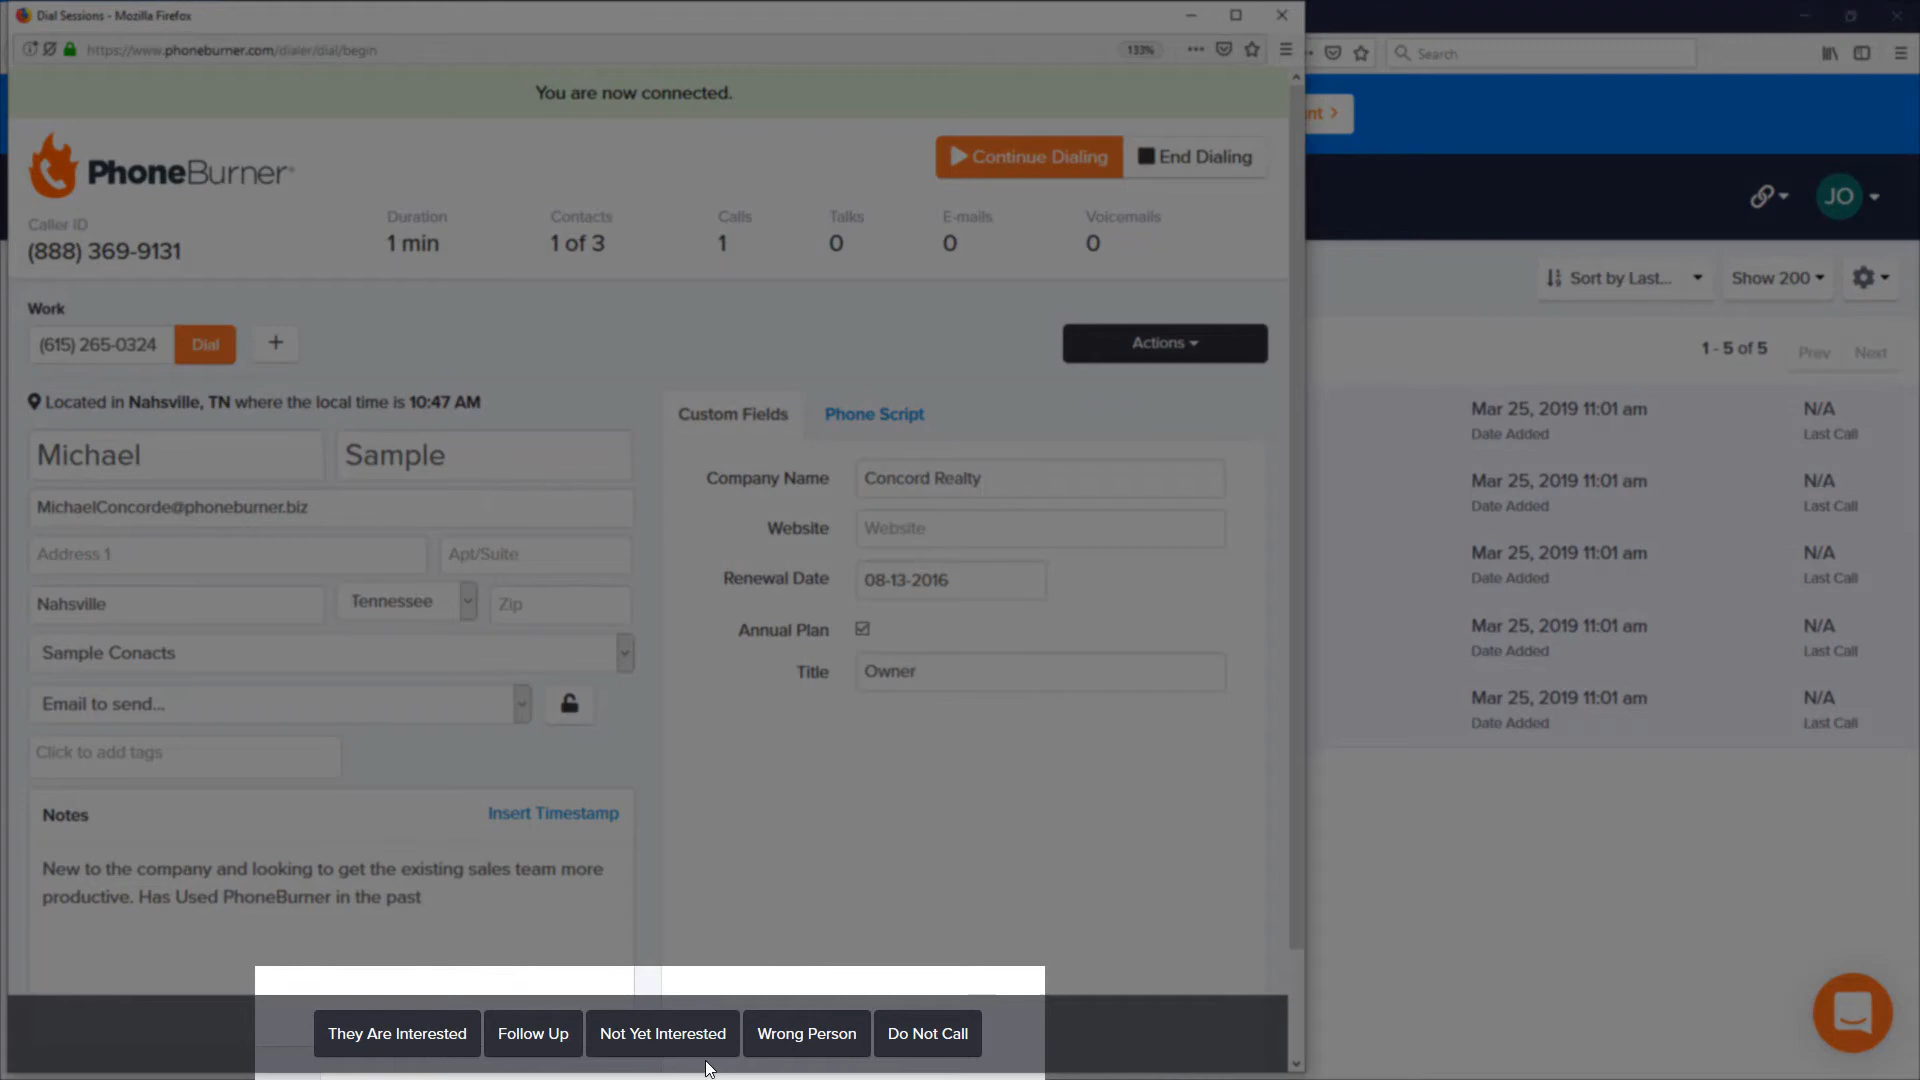 Dial Sessions - Mozilla Firefox
https://www.phoneburner.com/dialer/dial/begin
133%
Search
You are now connected.
nt >
PhoneBurner
Continue Dialing
End Dialing
JO
Caller ID
(888) 369-9131
Duration
1 min
Contacts
1 of 3
Calls
1
Talks
0
E-mails
0
Voicemails
0
Sort by Last...
Show 200
Work
(615) 265-0324
Dial
+
Actions
1 - 5 of 5
Prev
Next
Located in Nahsville, TN where the local time is 10:47 AM
Michael
Sample
MichaelConcorde@phoneburner.biz
Address 1
Apt/Suite
Nahsville
Tennessee
Zip
Sample Conacts
Email to send...
Click to add tags
Notes
Insert Timestamp
New to the company and looking to get the existing sales team more
productive. Has Used PhoneBurner in the past
Custom Fields
Phone Script
Company Name
Concord Realty
Website
Website
Renewal Date
08-13-2016
Annual Plan
Title
Owner
Mar 25, 2019 11:01 am
Date Added
N/A
Last Call
Mar 25, 2019 11:01 am
Date Added
N/A
Last Call
Mar 25, 2019 11:01 am
Date Added
N/A
Last Call
Mar 25, 2019 11:01 am
Date Added
N/A
Last Call
Mar 25, 2019 11:01 am
Date Added
N/A
Last Call
They Are Interested
Follow Up
Not Yet Interested
Wrong Person
Do Not Call